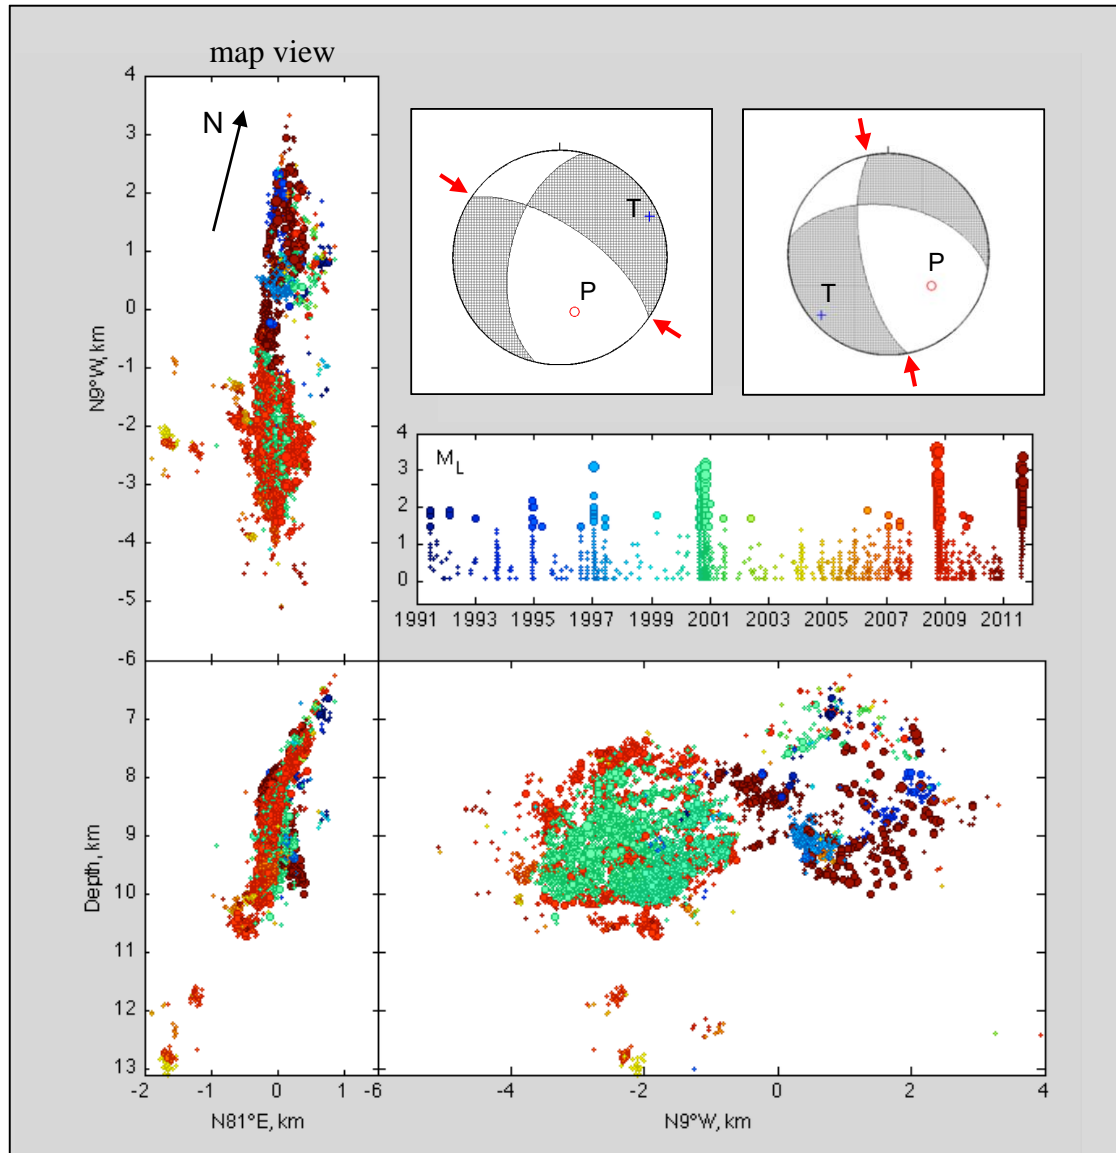 map view
4
3
2
1
0
-1
-2
-3
-4
-5
-6
N9°W, km
N
T
P
T
P
4
3
2
1
0
M_L
1991 1993 1995 1997 1999 2001 2003 2005 2007 2009 2011
7
8
9
10
11
12
13
Depth, km
-2 -1 0 1 -6 -4 -2 0 2 4
N81°E, km
N9°W, km